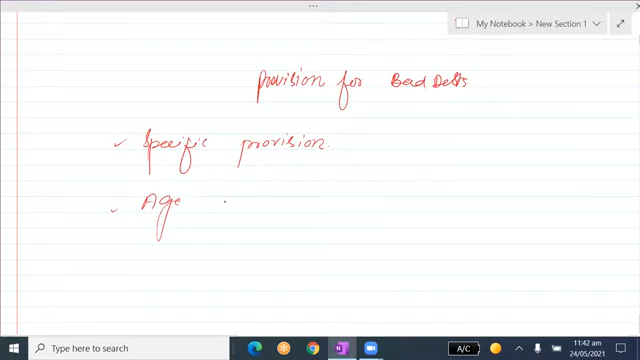 My Notebook > New Section 1
provision for Bad Debts
Specific provision.
Age
Type here to search
A/C
11:42 am
24/05/2021